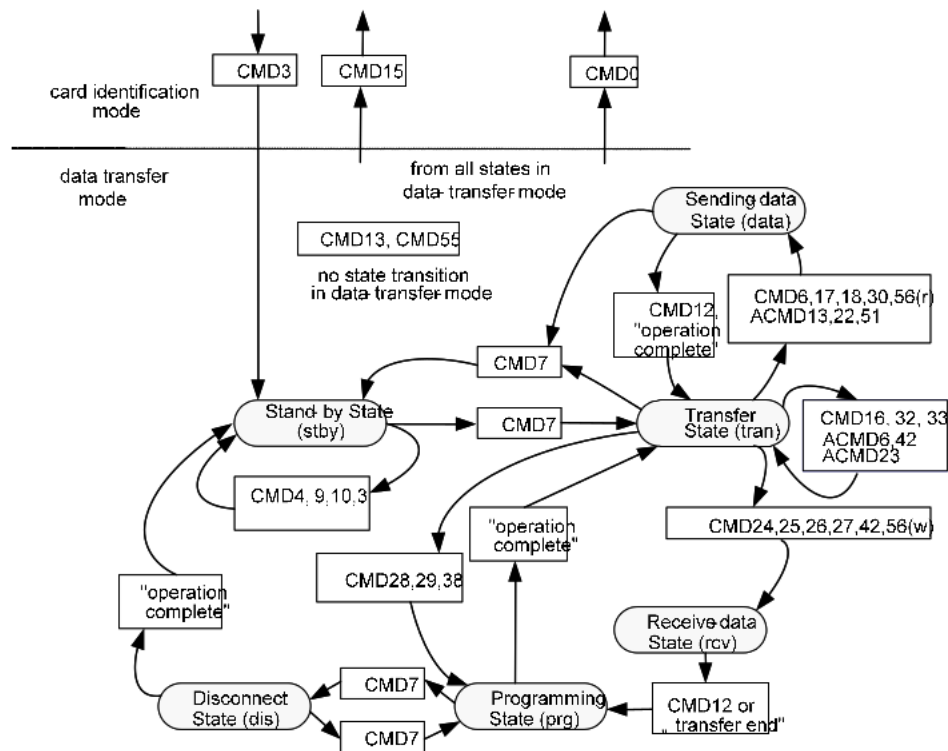 CMD3
CMD15
CMD0
card identification
mode
data transfer
mode
from all states in
data-transfer-mode
Sending data
State (data)
CMD13, CMD55
no state transition
in data-transfer mode
CMD12,
"operation
complete"
CMD6,17,18,30,56(r)
ACMD13,22,51
CMD7
Stand-by State
(stby)
CMD7
Transfer
State (tran)
CMD16, 32, 33
ACMD6,42
ACMD23
CMD4, 9,10,3
"operation
complete"
CMD24,25,26,27,42,56(w)
CMD28,29,38
"operation
complete"
Receive-data
State (rcv)
CMD7
Disconnect
State (dis)
Programming
State (prg)
CMD12 or
„ transfer end"
CMD7